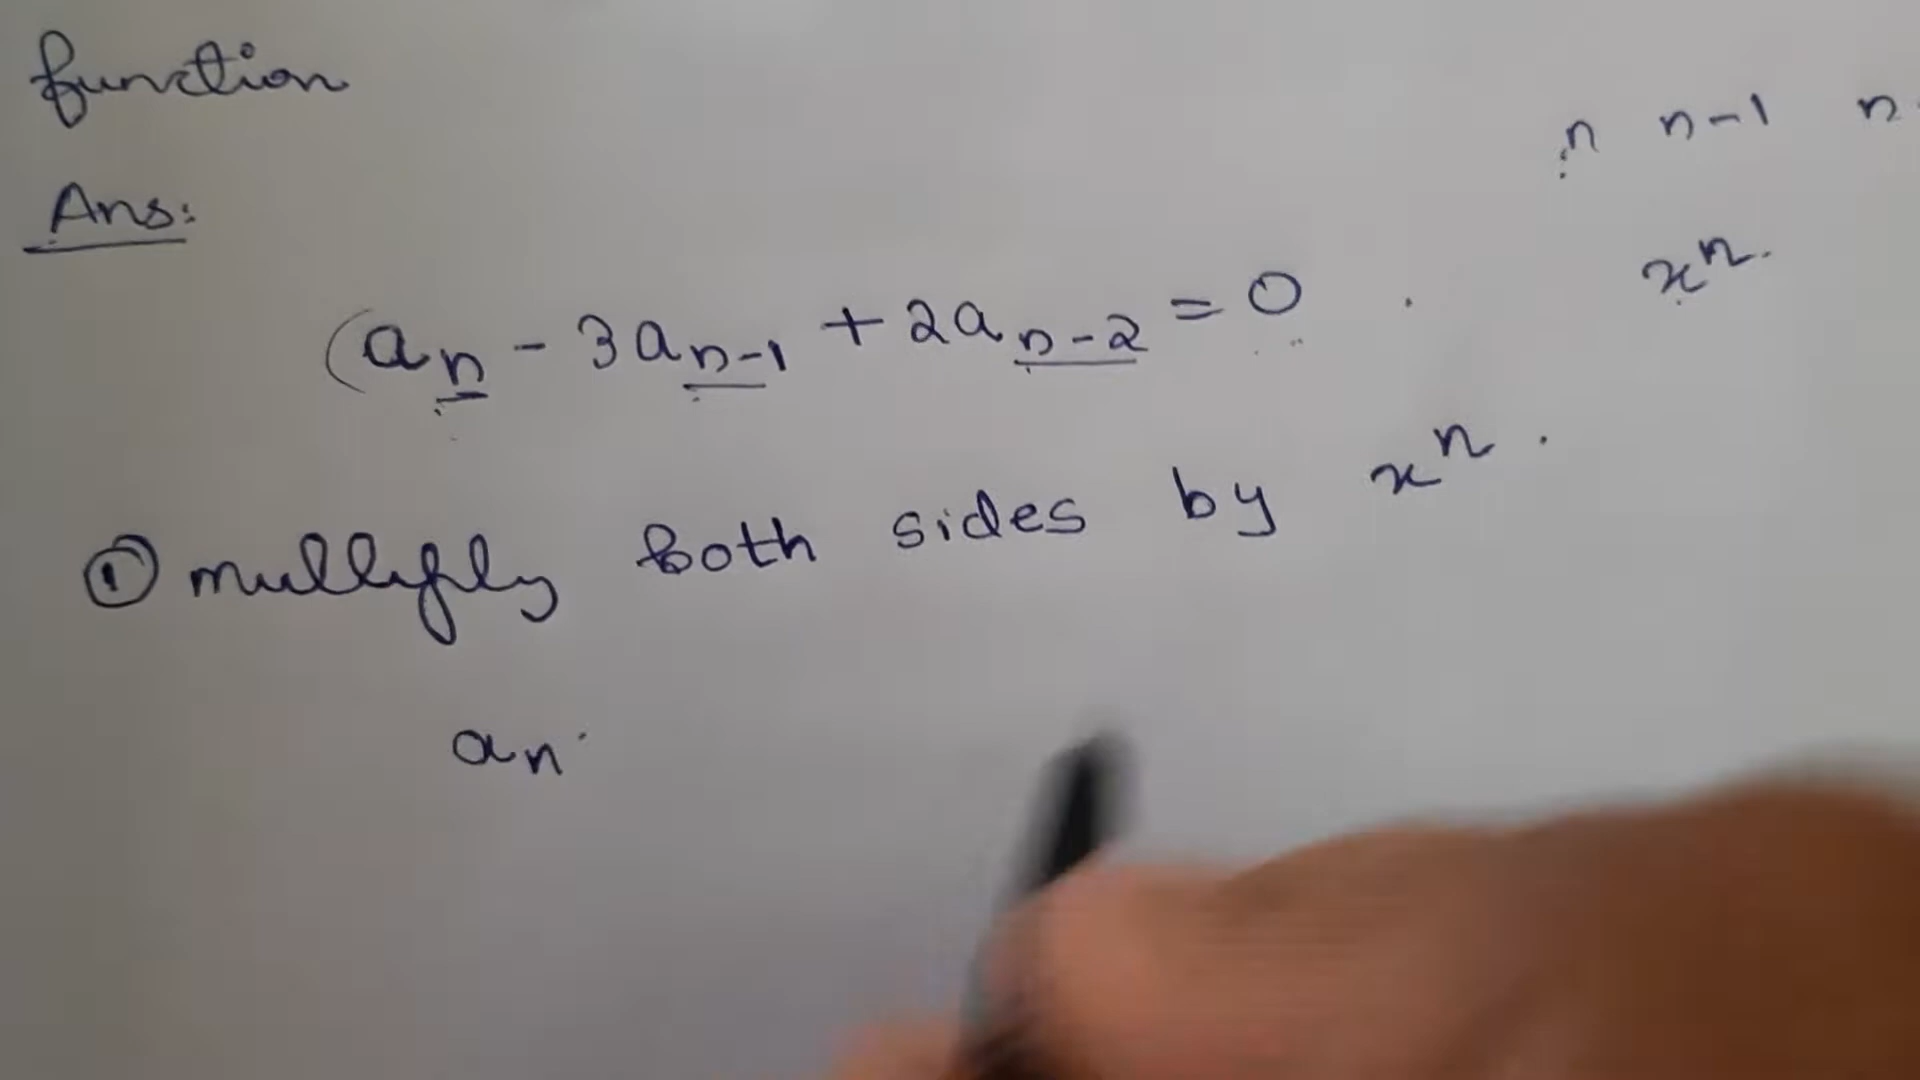 function
n n-1 n
Ans:
xⁿ.
(aₙ - 3aₙ₋₁ + 2aₙ₋₂ = 0 .
① multiply both sides by xⁿ .
aₙ.